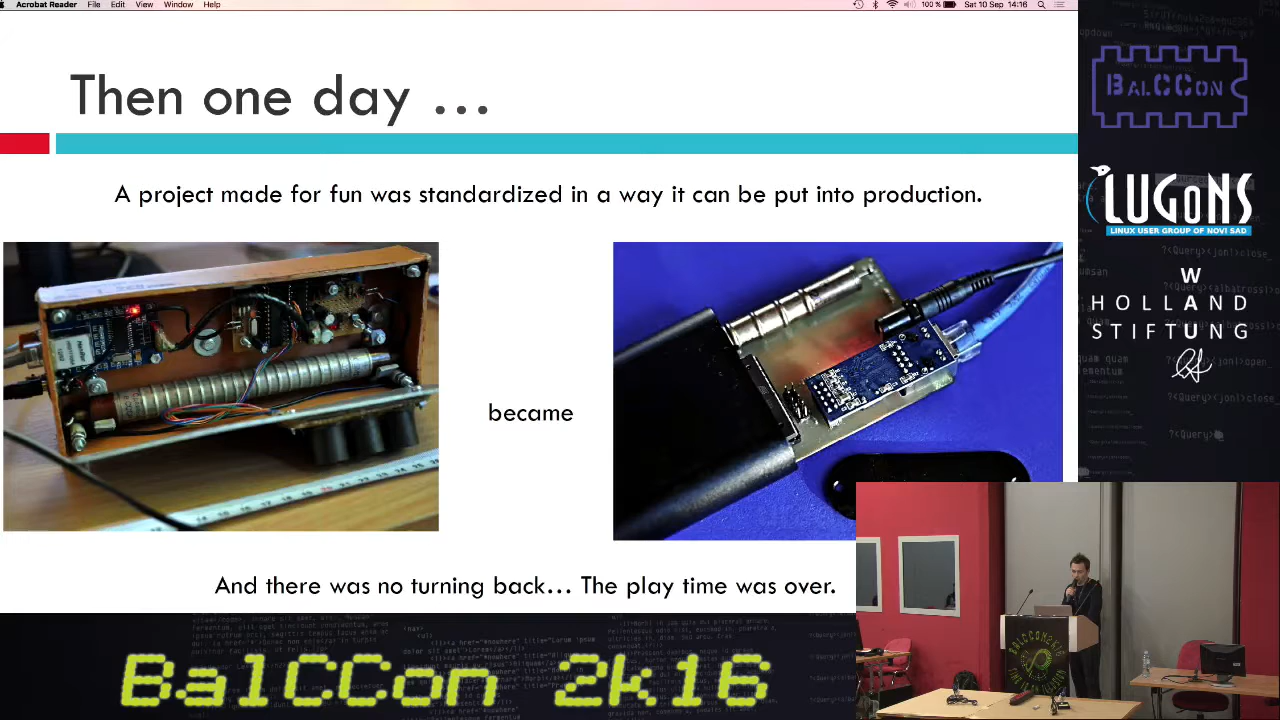 Acrobat Reader File Edit View Window Help 100 % Sat 10 Sep 14:16
Then one day …
A project made for fun was standardized in a way it can be put into production.
became
And there was no turning back… The play time was over.
BalCCon
LUGoNS
LINUX USER GROUP OF NOVI SAD
WAU
HOLLAND
STIFTUNG
BalCCon 2k16